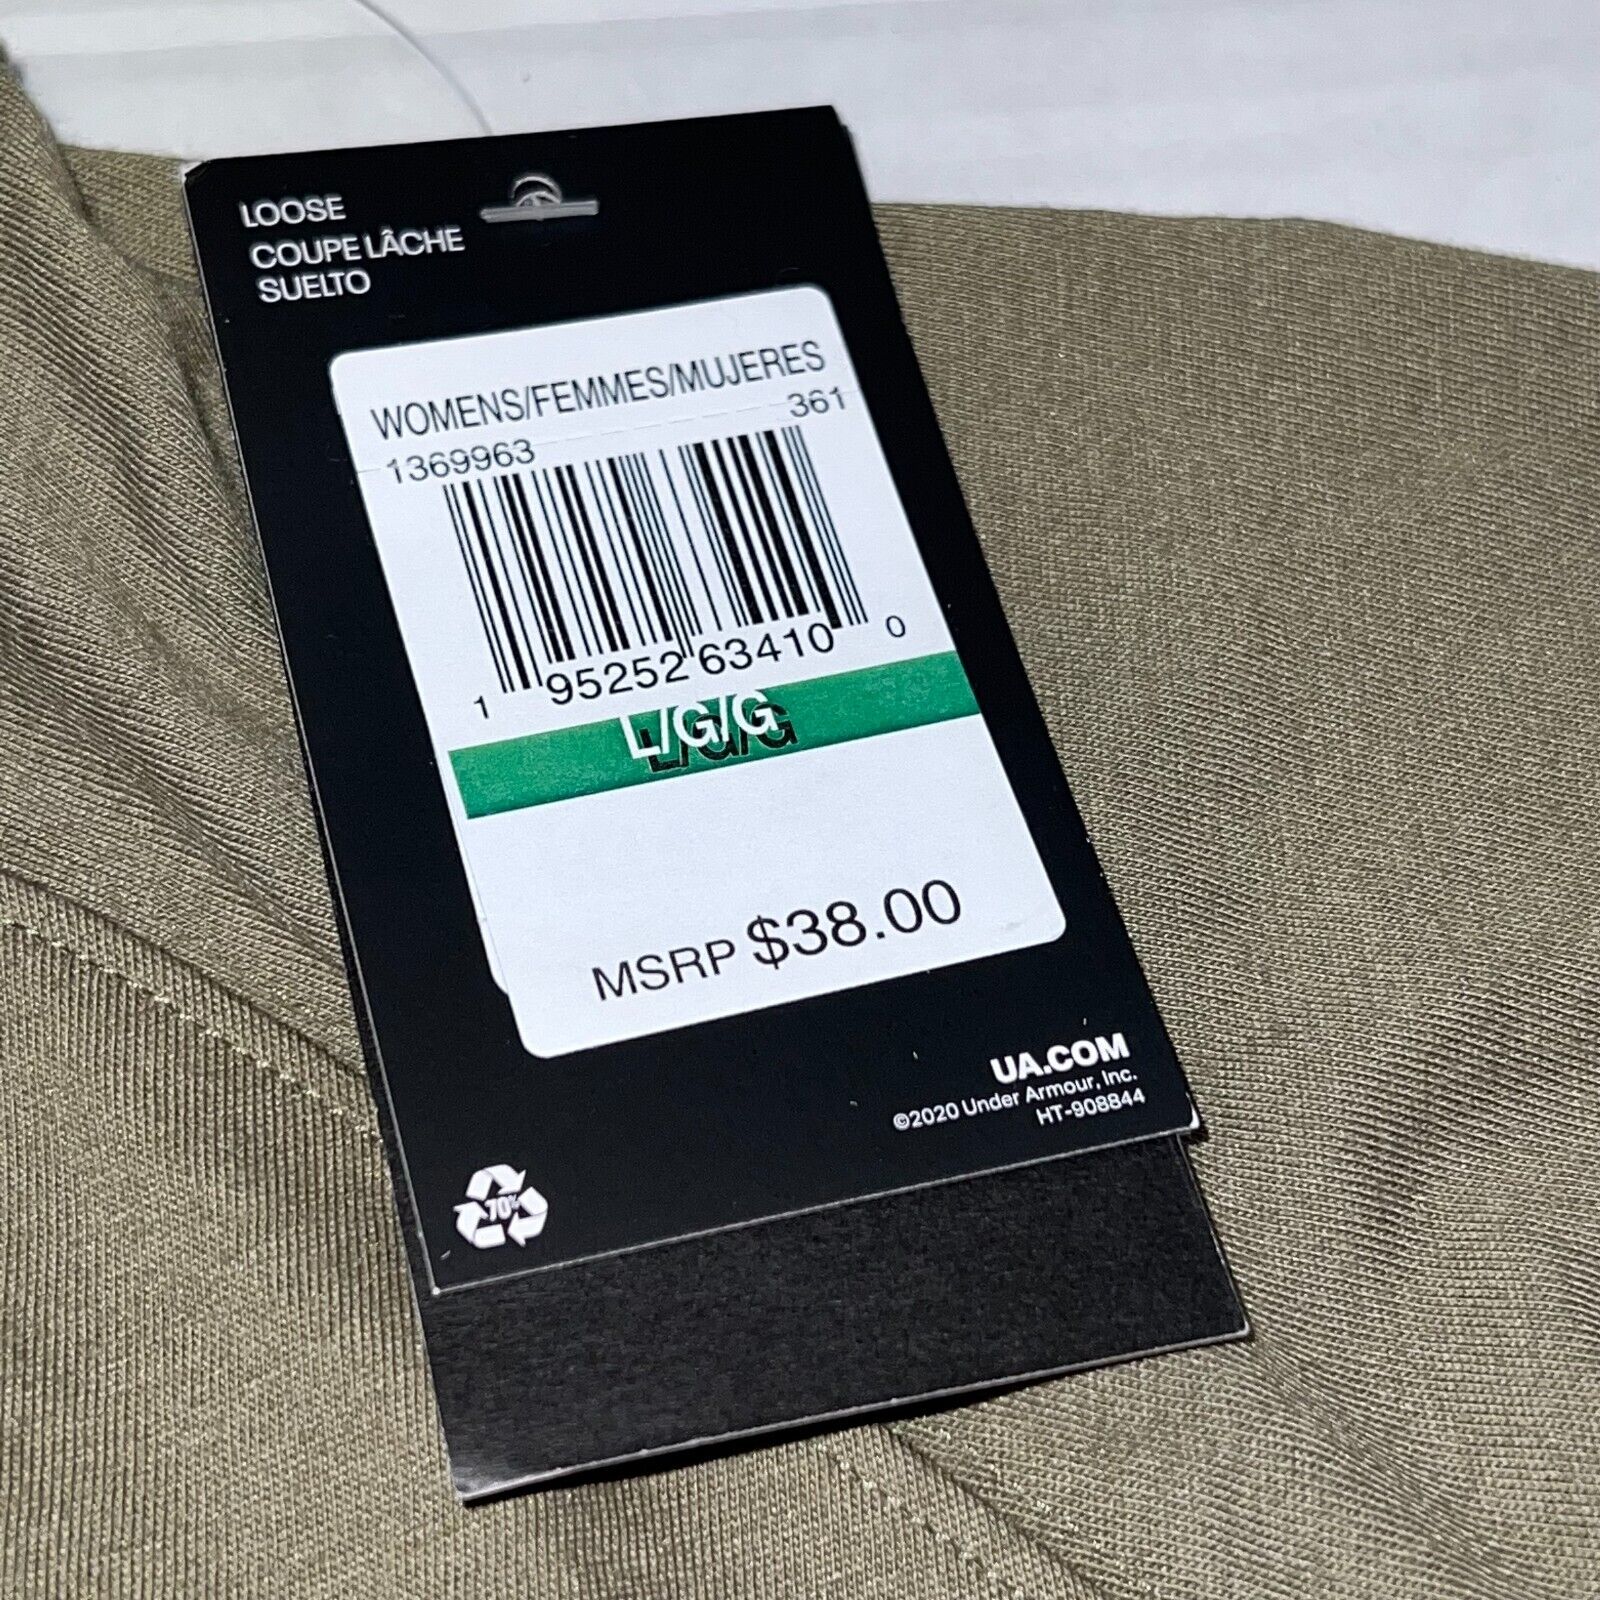 LOOSE
COUPE LÂCHE
SUELTO
WOMENS/FEMMES/MUJERES
1369963 361
1 95252 63410 0
L/G/G
L/G/G
MSRP $38.00
UA.COM
©2020 Under Armour, Inc.
HT-908844
70%